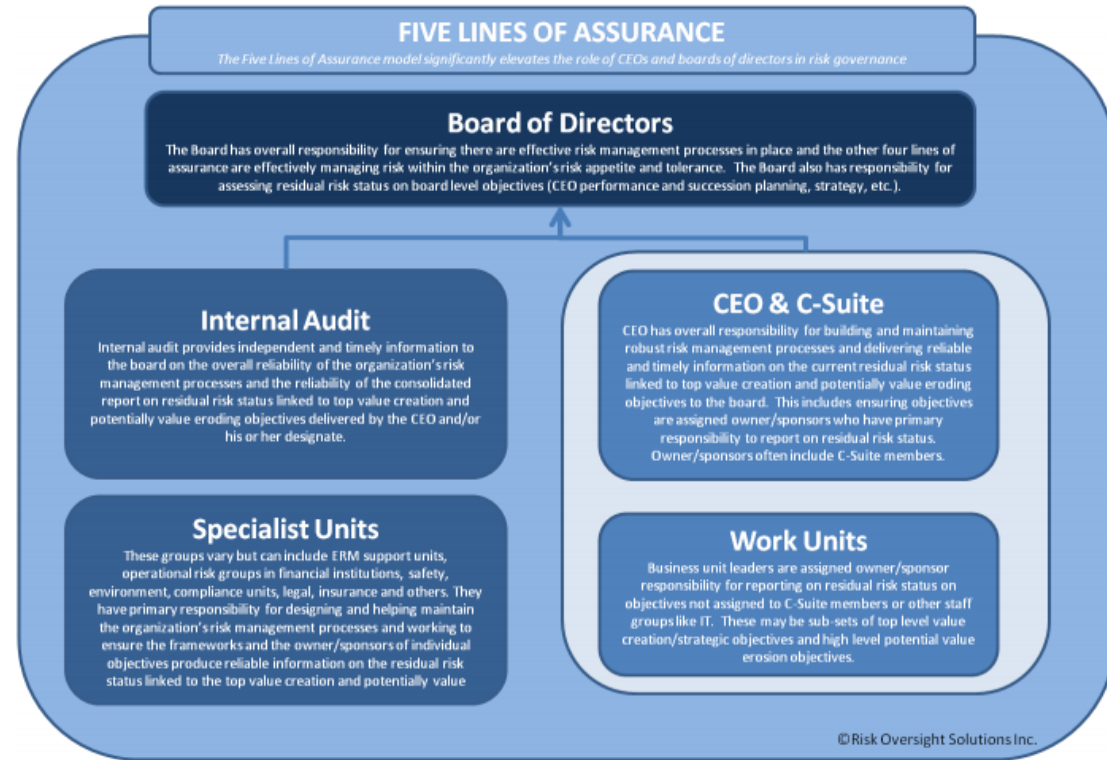 FIVE LINES OF ASSURANCE
The Five Lines of Assurance model significantly elevates the role of CEOs and boards of directors in risk governance
Board of Directors
The Board has overall responsibility for ensuring there are effective risk management processes in place and the other four lines of
assurance are effectively managing risk within the organization's risk appetite and tolerance. The Board also has responsibility for
assessing residual risk status on board level objectives (CEO performance and succession planning, strategy, etc.).
Internal Audit
Internal audit provides independent and timely information to
the board on the overall reliability of the organization's risk
management processes and the reliability of the consolidated
report on residual risk status linked to top value creation and
potentially value eroding objectives delivered by the CEO and/or
his or her designate.
CEO & C-Suite
CEO has overall responsibility for building and maintaining
robust risk management processes and delivering reliable
and timely information on the current residual risk status
linked to top value creation and potentially value eroding
objectives to the board. This includes ensuring objectives
are assigned owner/sponsors who have primary
responsibility to report on residual risk status.
Owner/sponsors often include C-Suite members.
Specialist Units
These groups vary but can include ERM support units,
operational risk groups in financial institutions, safety,
environment, compliance units, legal, insurance and others. They
have primary responsibility for designing and helping maintain
the organization's risk management processes and working to
ensure the frameworks and the owner/sponsors of individual
objectives produce reliable information on the residual risk
status linked to the top value creation and potentially value
Work Units
Business unit leaders are assigned owner/sponsor
responsibility for reporting on residual risk status on
objectives not assigned to C-Suite members or other staff
groups like IT. These may be sub-sets of top level value
creation/strategic objectives and high level potential value
erosion objectives.
©Risk Oversight Solutions Inc.